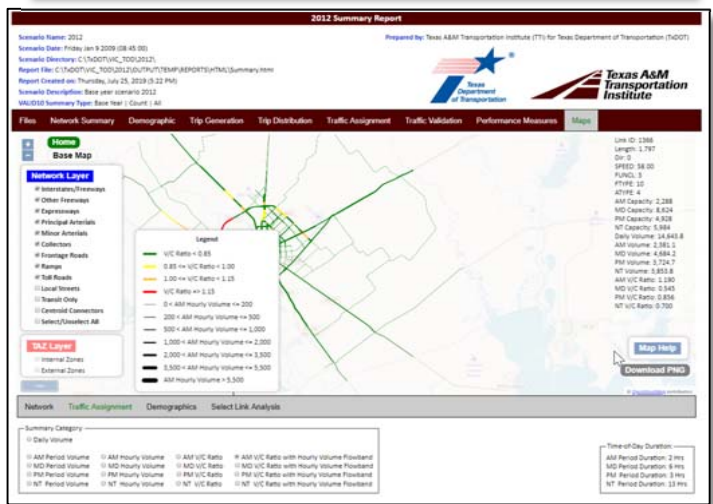 2012 Summary Report
Scenario Name: 2012
Prepared by: Texas A&M Transportation Institute (TTI) for Texas Department of Transportation (TxDOT)
Scenario Date: Friday Jan 9 2009 (08:45:00)
Scenario Directory: C:\TxDOT\VIC_TOD\2012\
Report File: C:\TxDOT\VIC_TOD\2012\OUTPUT\TEMP\REPORTS\HTML\Summary.html
Report Created on: Thursday, July 25, 2019 (5:22 PM)
Scenario Description: Base year scenario 2012
VALID10 Summary Type: Base Year | Count | All
Texas Department of Transportation
Texas A&M Transportation Institute
Files Network Summary Demographic Trip Generation Trip Distribution Traffic Assignment Traffic Validation Performance Measures Maps
+
-
Home
Base Map
Network Layer
Interstates/Freeways
Other Freeways
Expressways
Principal Arterials
Minor Arterials
Collectors
Frontage Roads
Ramps
Toll Roads
Local Streets
Transit Only
Centroid Connectors
Select/Unselect All
TAZ Layer
Internal Zones
External Zones
Legend
V/C Ratio < 0.85
0.85 <= V/C Ratio < 1.00
1.00 <= V/C Ratio < 1.15
V/C Ratio => 1.15
0 < AM Hourly Volume <= 200
200 < AM Hourly Volume <= 500
500 < AM Hourly Volume <= 1,000
1,000 < AM Hourly Volume <= 2,000
2,000 < AM Hourly Volume <= 3,500
3,500 < AM Hourly Volume <= 5,500
AM Hourly Volume > 5,500
Link ID: 1366
Length: 1.797
Dir: 0
SPEED: 58.00
FUNCL: 3
FTYPE: 10
ATYPE: 4
AM Capacity: 2,288
MD Capacity: 8,624
PM Capacity: 4,928
NT Capacity: 5,984
Daily Volume: 14,643.8
AM Volume: 2,581.1
MD Volume: 4,684.2
PM Volume: 3,724.7
NT Volume: 3,853.8
AM V/C Ratio: 1.190
MD V/C Ratio: 0.545
PM V/C Ratio: 0.856
NT V/C Ratio: 0.700
Map Help
Download PNG
© OpenStreetMap contributors
Network Traffic Assignment Demographics Select Link Analysis
Summary Category
Daily Volume
AM Period Volume AM Hourly Volume AM V/C Ratio AM V/C Ratio with Hourly Volume Flowband
MD Period Volume MD Hourly Volume MD V/C Ratio MD V/C Ratio with Hourly Volume Flowband
PM Period Volume PM Hourly Volume PM V/C Ratio PM V/C Ratio with Hourly Volume Flowband
NT Period Volume NT Hourly Volume NT V/C Ratio NT V/C Ratio with Hourly Volume Flowband
Time-of-Day Duration:
AM Period Duration: 2 Hrs
MD Period Duration: 6 Hrs
PM Period Duration: 3 Hrs
NT Period Duration: 13 Hrs